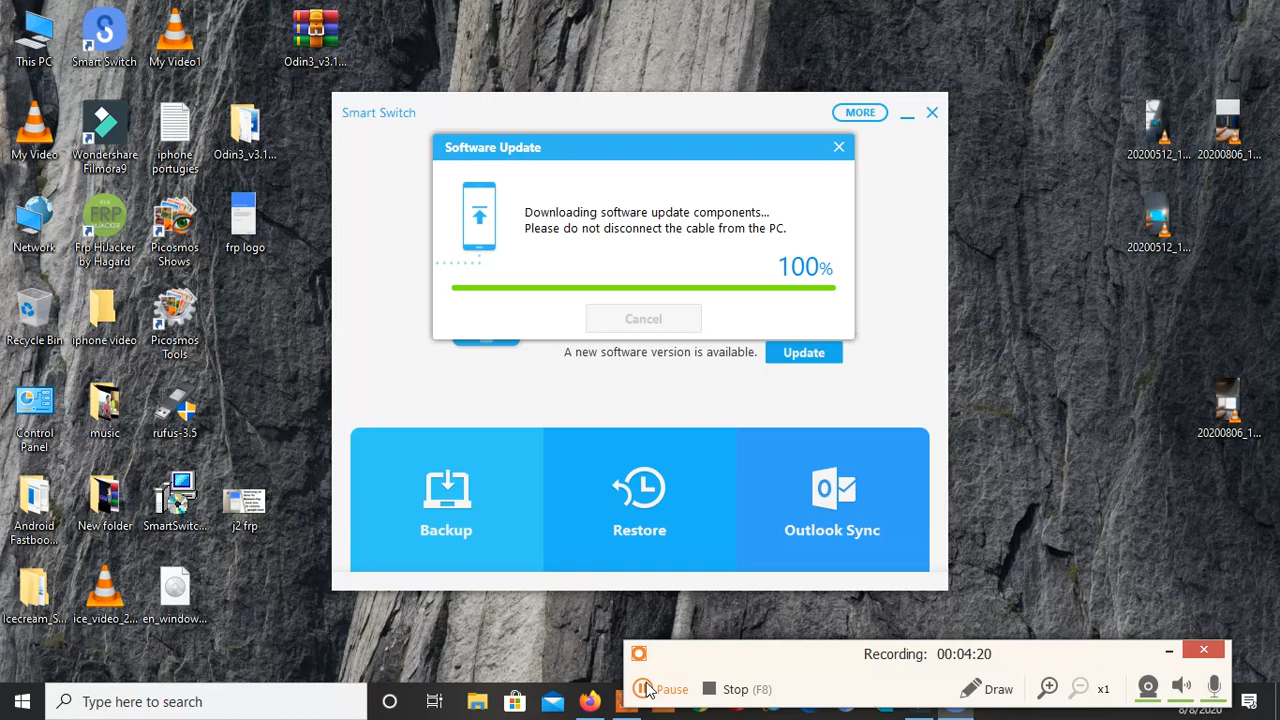 This PC
Smart Switch
My Video1
Odin3_v3.1...
My Video
Wondershare
Filmora9
iphone
portugies
Odin3_v3.1...
Network
FRP
Frp HiJacker
by Hagard
Picosmos
Shows
frp logo
Recycle Bin
iphone video
Picosmos
Tools
Control
Panel
music
rufus-3.5
Android
Fastboo...
New folder
SmartSwitc...
j2 frp
Icecream_S...
ice_video_2...
en_window...
20200512_1...
20200806_1...
20200512_1...
20200806_1...
Smart Switch
MORE
Software Update
Downloading software update components...
Please do not disconnect the cable from the PC.
100%
Cancel
A new software version is available.
Update
Backup
Restore
Outlook Sync
Recording: 00:04:20
Pause
Stop (F8)
Draw
x1
Type here to search
8/8/2020